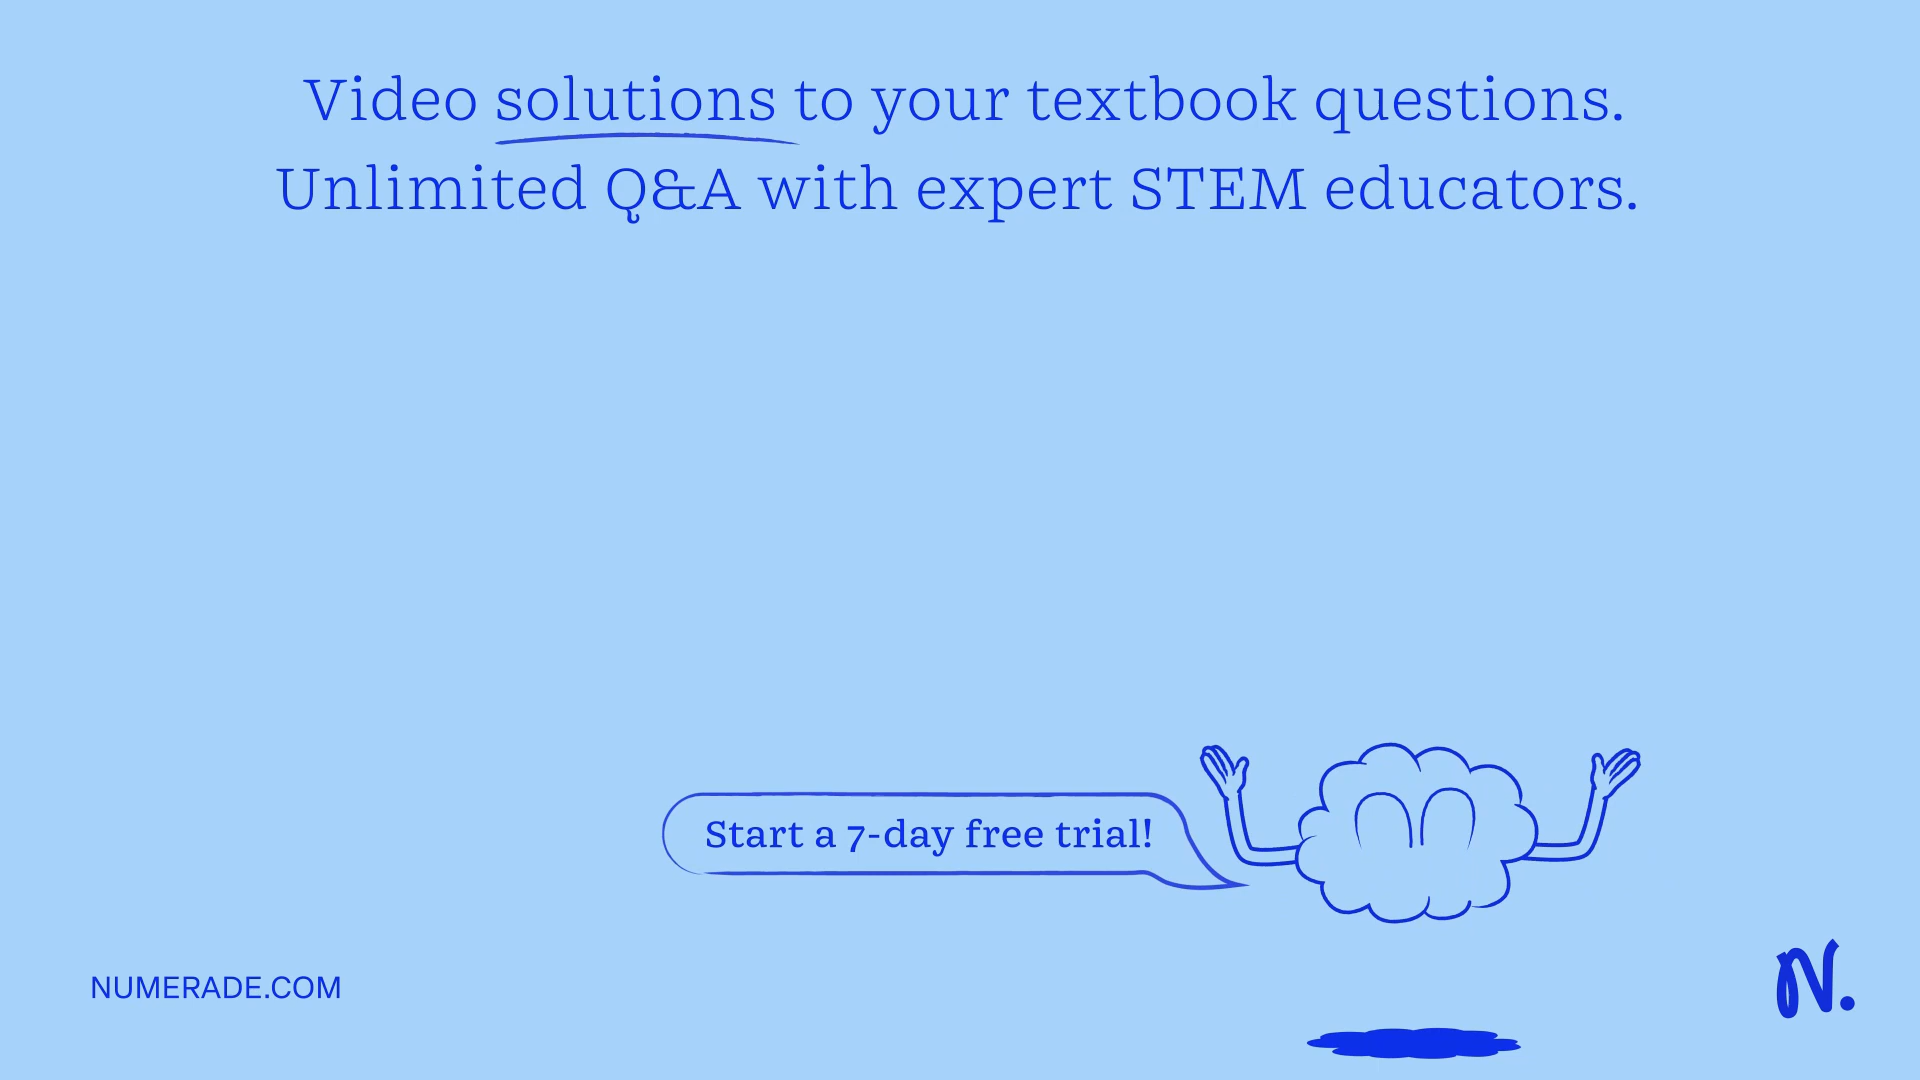 Video solutions to your textbook questions.
Unlimited Q&A with expert STEM educators.
Start a 7-day free trial!
NUMERADE.COM
N.